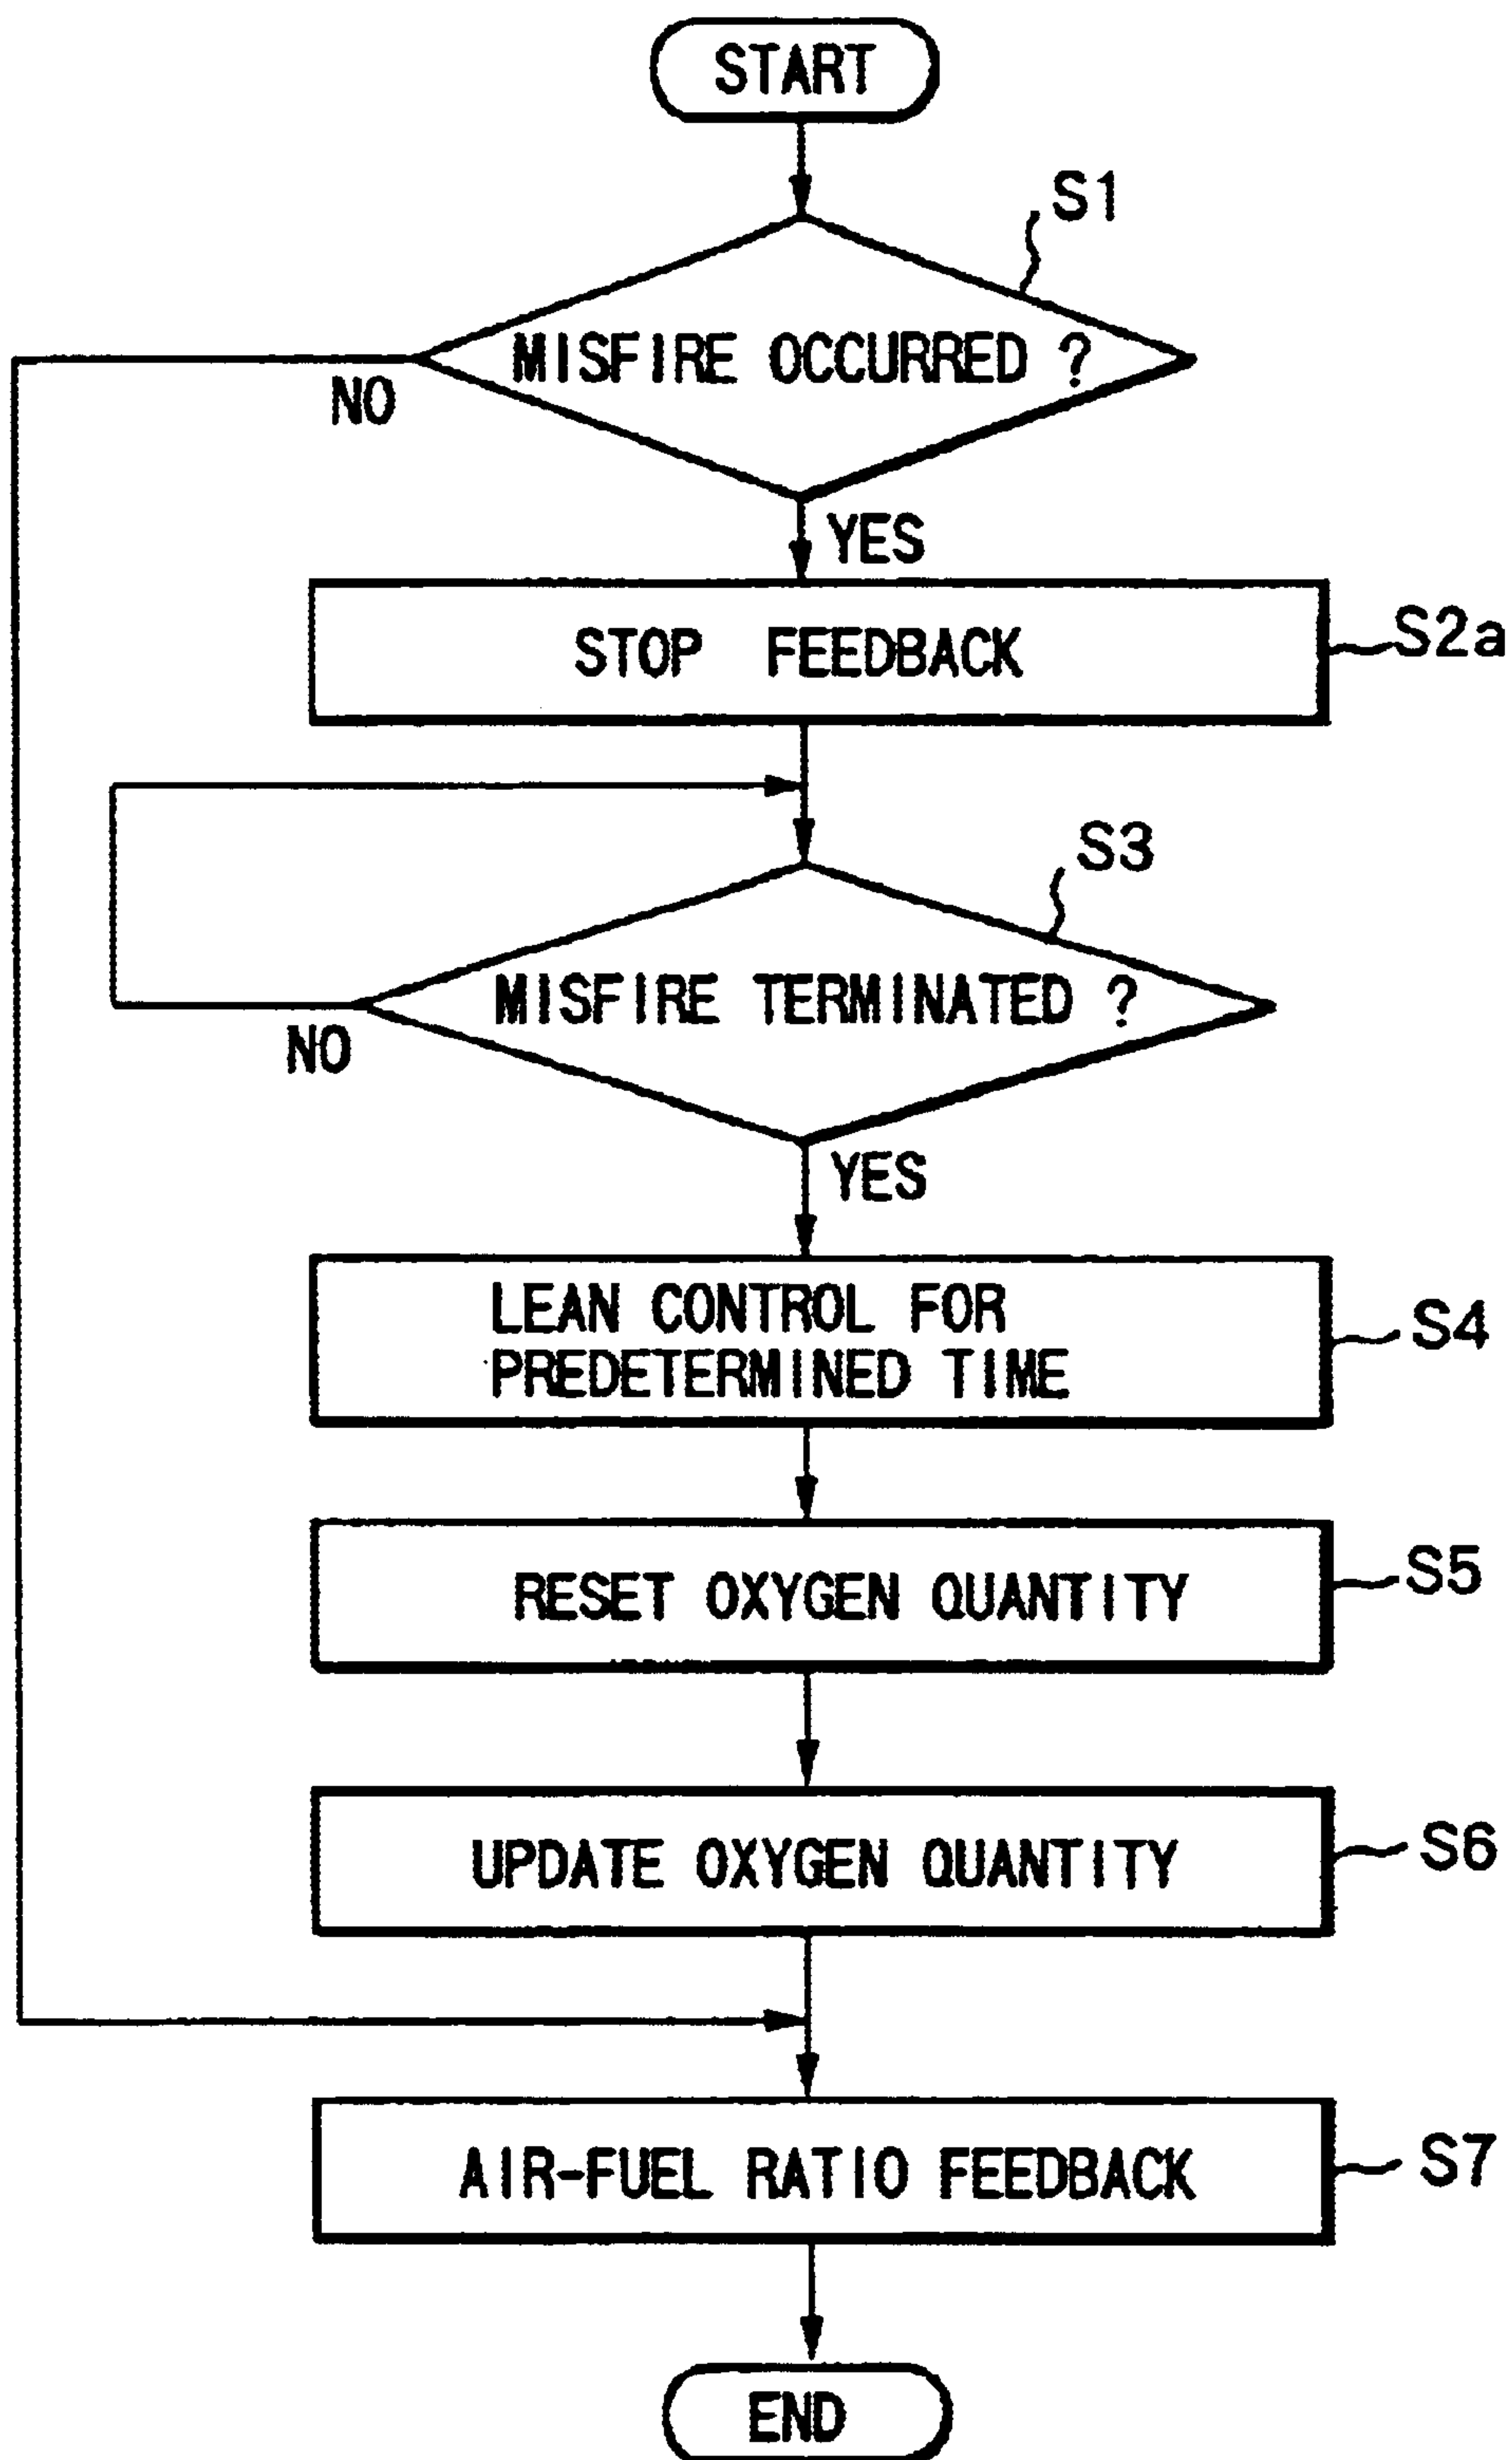 START
S1
MISFIRE OCCURRED ?
NO
YES
STOP FEEDBACK
S2a
S3
MISFIRE TERMINATED ?
NO
YES
LEAN CONTROL FOR
PREDETERMINED TIME
S4
RESET OXYGEN QUANTITY
S5
UPDATE OXYGEN QUANTITY
S6
AIR-FUEL RATIO FEEDBACK
S7
END